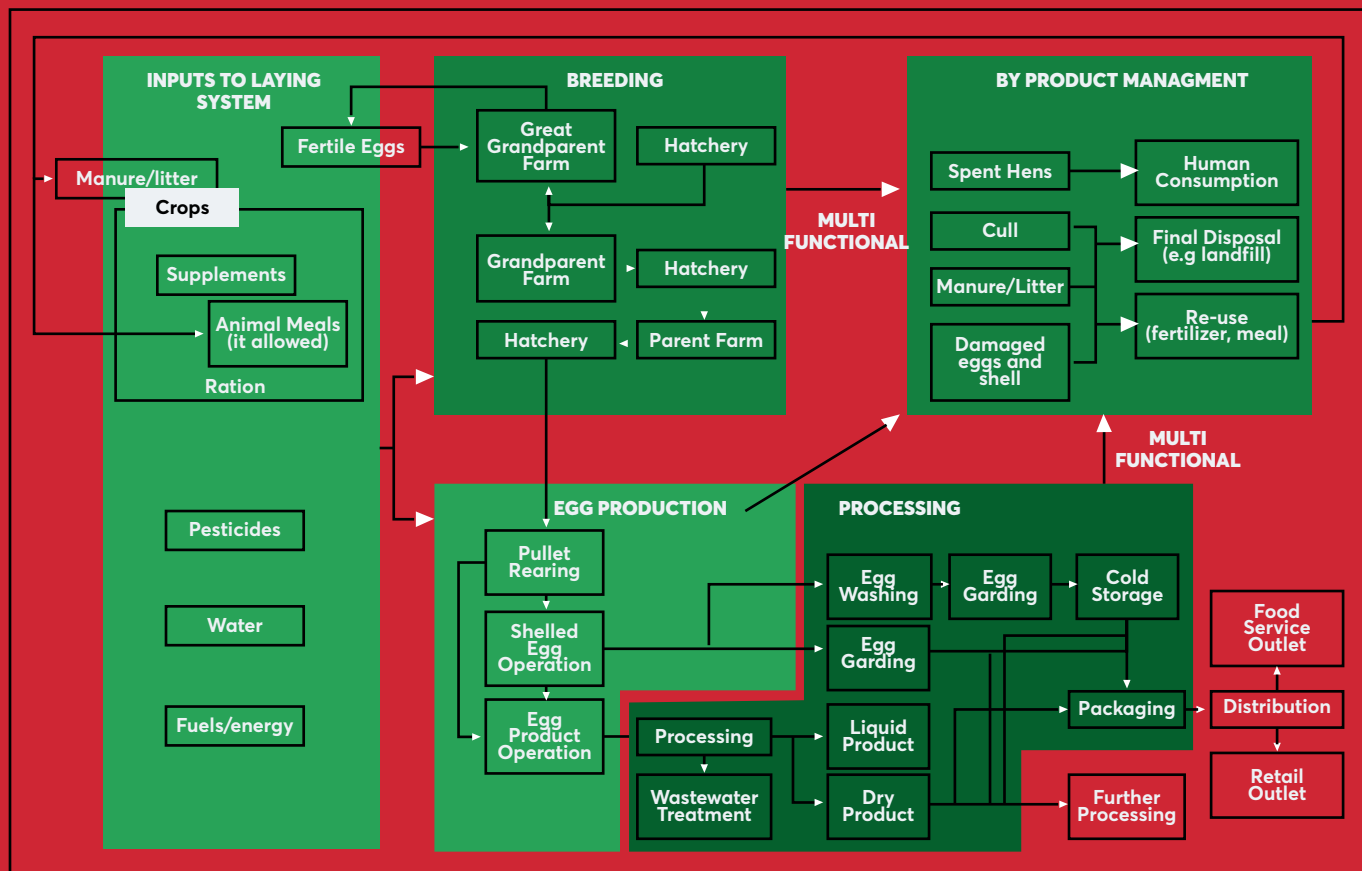 INPUTS TO LAYING
SYSTEM
Manure/litter
Crops
Supplements
Animal Meals
(it allowed)
Ration
Pesticides
Water
Fuels/energy
Fertile Eggs
BREEDING
Great
Grandparent
Farm
Hatchery
Grandparent
Farm
Hatchery
Hatchery
Parent Farm
MULTI
FUNCTIONAL
BY PRODUCT MANAGMENT
Spent Hens
Human
Consumption
Cull
Final Disposal
(e.g landfill)
Manure/Litter
Re-use
(fertilizer, meal)
Damaged
eggs and
shell
MULTI
FUNCTIONAL
EGG PRODUCTION
Pullet
Rearing
Shelled
Egg
Operation
Egg
Product
Operation
PROCESSING
Egg
Washing
Egg
Garding
Cold
Storage
Egg
Garding
Packaging
Processing
Liquid
Product
Wastewater
Treatment
Dry
Product
Further
Processing
Food
Service
Outlet
Distribution
Retail
Outlet